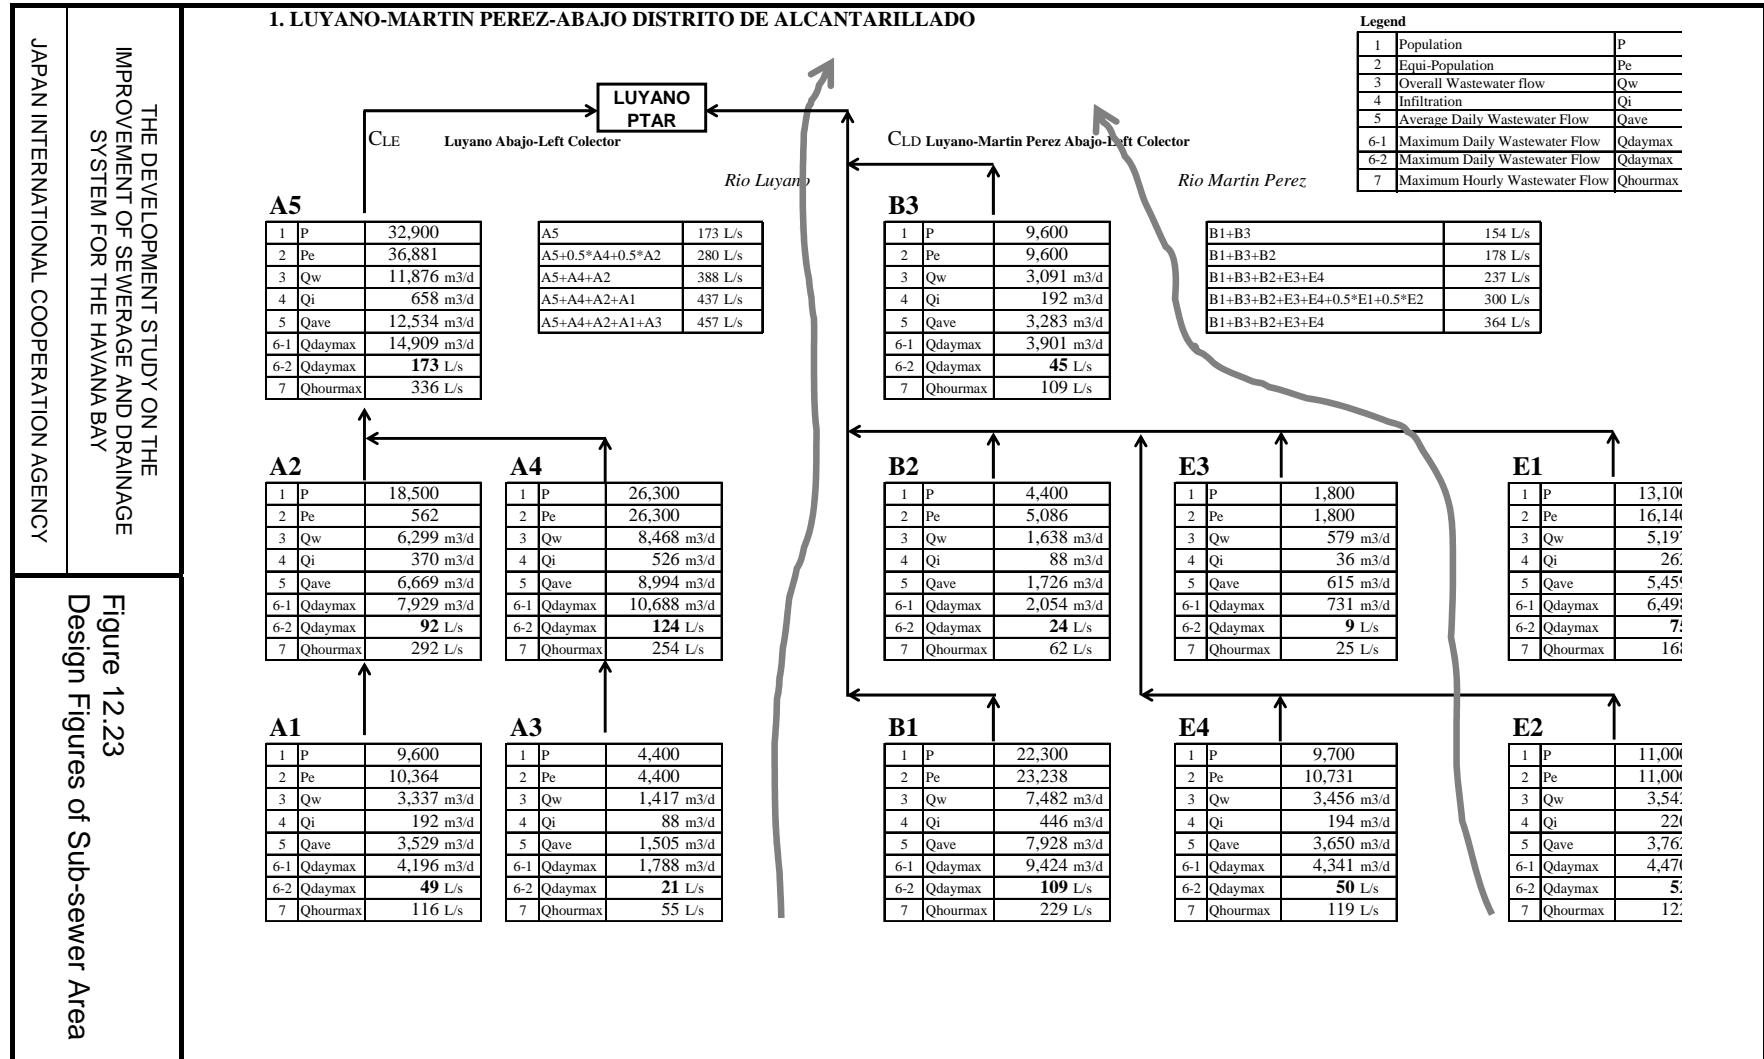 1. LUYANO-MARTIN PEREZ-ABAJO DISTRITO DE ALCANTARILLADO
Legend
1 Population P
2 Equi-Population Pe
3 Overall Wastewater flow Qw
4 Infiltration Qi
5 Average Daily Wastewater Flow Qave
6-1 Maximum Daily Wastewater Flow Qdaymax
6-2 Maximum Daily Wastewater Flow Qdaymax
7 Maximum Hourly Wastewater Flow Qhourmax
LUYANO
PTAR
CLE Luyano Abajo-Left Colector
CLD Luyano-Martin Perez Abajo-Left Colector
Rio Luyano
Rio Martin Perez
A5
1 P 32,900
2 Pe 36,881
3 Qw 11,876 m3/d
4 Qi 658 m3/d
5 Qave 12,534 m3/d
6-1 Qdaymax 14,909 m3/d
6-2 Qdaymax 173 L/s
7 Qhourmax 336 L/s
A5 173 L/s
A5+0.5*A4+0.5*A2 280 L/s
A5+A4+A2 388 L/s
A5+A4+A2+A1 437 L/s
A5+A4+A2+A1+A3 457 L/s
B3
1 P 9,600
2 Pe 9,600
3 Qw 3,091 m3/d
4 Qi 192 m3/d
5 Qave 3,283 m3/d
6-1 Qdaymax 3,901 m3/d
6-2 Qdaymax 45 L/s
7 Qhourmax 109 L/s
B1+B3 154 L/s
B1+B3+B2 178 L/s
B1+B3+B2+E3+E4 237 L/s
B1+B3+B2+E3+E4+0.5*E1+0.5*E2 300 L/s
B1+B3+B2+E3+E4 364 L/s
A2
1 P 18,500
2 Pe 562
3 Qw 6,299 m3/d
4 Qi 370 m3/d
5 Qave 6,669 m3/d
6-1 Qdaymax 7,929 m3/d
6-2 Qdaymax 92 L/s
7 Qhourmax 292 L/s
A4
1 P 26,300
2 Pe 26,300
3 Qw 8,468 m3/d
4 Qi 526 m3/d
5 Qave 8,994 m3/d
6-1 Qdaymax 10,688 m3/d
6-2 Qdaymax 124 L/s
7 Qhourmax 254 L/s
B2
1 P 4,400
2 Pe 5,086
3 Qw 1,638 m3/d
4 Qi 88 m3/d
5 Qave 1,726 m3/d
6-1 Qdaymax 2,054 m3/d
6-2 Qdaymax 24 L/s
7 Qhourmax 62 L/s
E3
1 P 1,800
2 Pe 1,800
3 Qw 579 m3/d
4 Qi 36 m3/d
5 Qave 615 m3/d
6-1 Qdaymax 731 m3/d
6-2 Qdaymax 9 L/s
7 Qhourmax 25 L/s
E1
1 P 13,100
2 Pe 16,140
3 Qw
4 Qi
5 Qave
6-1 Qdaymax
6-2 Qdaymax
7 Qhourmax
A1
1 P 9,600
2 Pe 10,364
3 Qw 3,337 m3/d
4 Qi 192 m3/d
5 Qave 3,529 m3/d
6-1 Qdaymax 4,196 m3/d
6-2 Qdaymax 49 L/s
7 Qhourmax 116 L/s
A3
1 P 4,400
2 Pe 4,400
3 Qw 1,417 m3/d
4 Qi 88 m3/d
5 Qave 1,505 m3/d
6-1 Qdaymax 1,788 m3/d
6-2 Qdaymax 21 L/s
7 Qhourmax 55 L/s
B1
1 P 22,300
2 Pe 23,238
3 Qw 7,482 m3/d
4 Qi 446 m3/d
5 Qave 7,928 m3/d
6-1 Qdaymax 9,424 m3/d
6-2 Qdaymax 109 L/s
7 Qhourmax 229 L/s
E4
1 P 9,700
2 Pe 10,731
3 Qw 3,456 m3/d
4 Qi 194 m3/d
5 Qave 3,650 m3/d
6-1 Qdaymax 4,341 m3/d
6-2 Qdaymax 50 L/s
7 Qhourmax 119 L/s
E2
1 P 11,000
2 Pe 11,000
3 Qw
4 Qi
5 Qave
6-1 Qdaymax
6-2 Qdaymax
7 Qhourmax
THE DEVELOPMENT STUDY ON THE
IMPROVEMENT OF SEWERAGE AND DRAINAGE
SYSTEM FOR THE HAVANA BAY
JAPAN INTERNATIONAL COOPERATION AGENCY
Figure 12.23
Design Figures of Sub-sewer Area